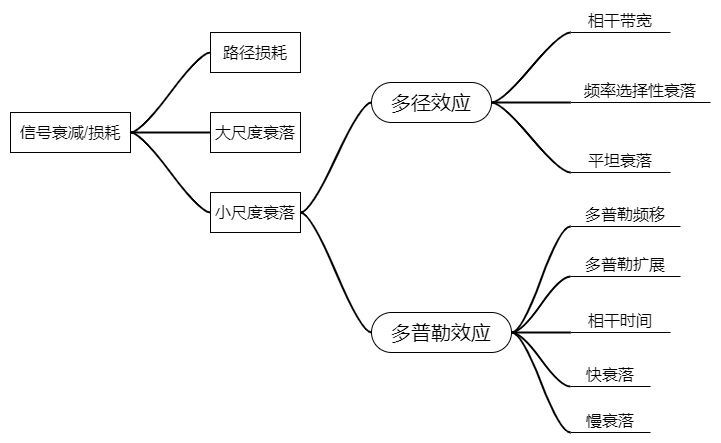 信号衰减/损耗
路径损耗
大尺度衰落
小尺度衰落
多径效应
相干带宽
频率选择性衰落
平坦衰落
多普勒效应
多普勒频移
多普勒扩展
相干时间
快衰落
慢衰落